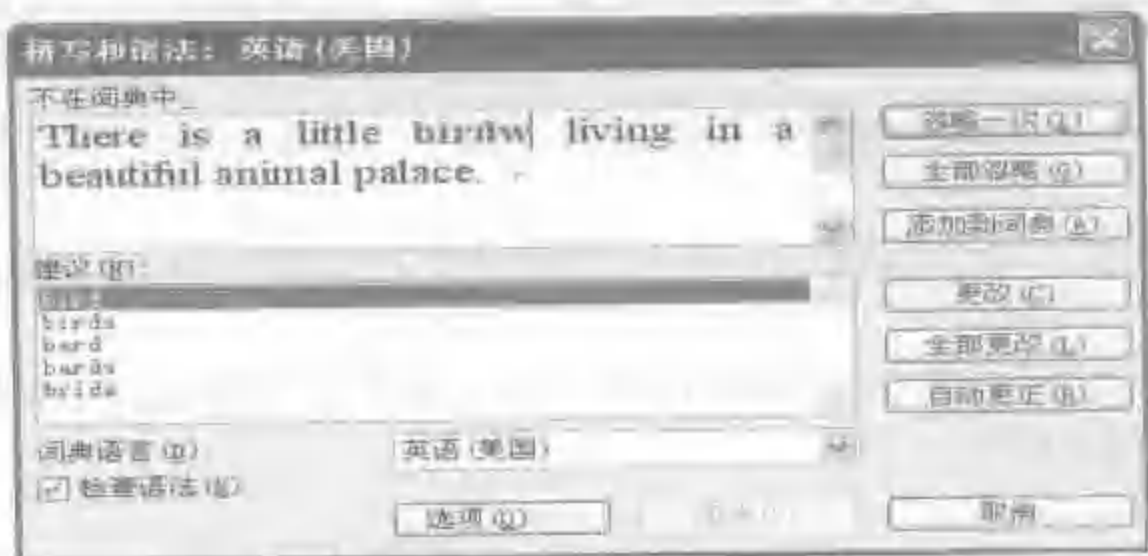 拼写和语法: 英语(美国)
不在词典中
There is a little birdw living in a
beautiful animal palace.
忽略一次(I)
全部忽略(G)
添加到词典(A)
建议(N):
birds
bard
bards
更改(C)
全部更改(L)
自动更正(R)
词典语言(D)
英语(美国)
检查语法(K)
选项(O)
取消